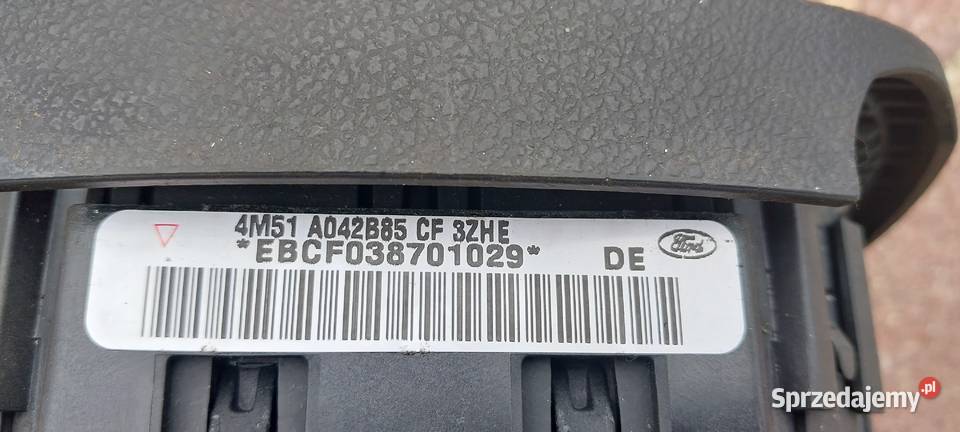 4M51 A042B85 CF 3ZHE
*EBCF038701029*
DE
Ford
Sprzedajemy.pl